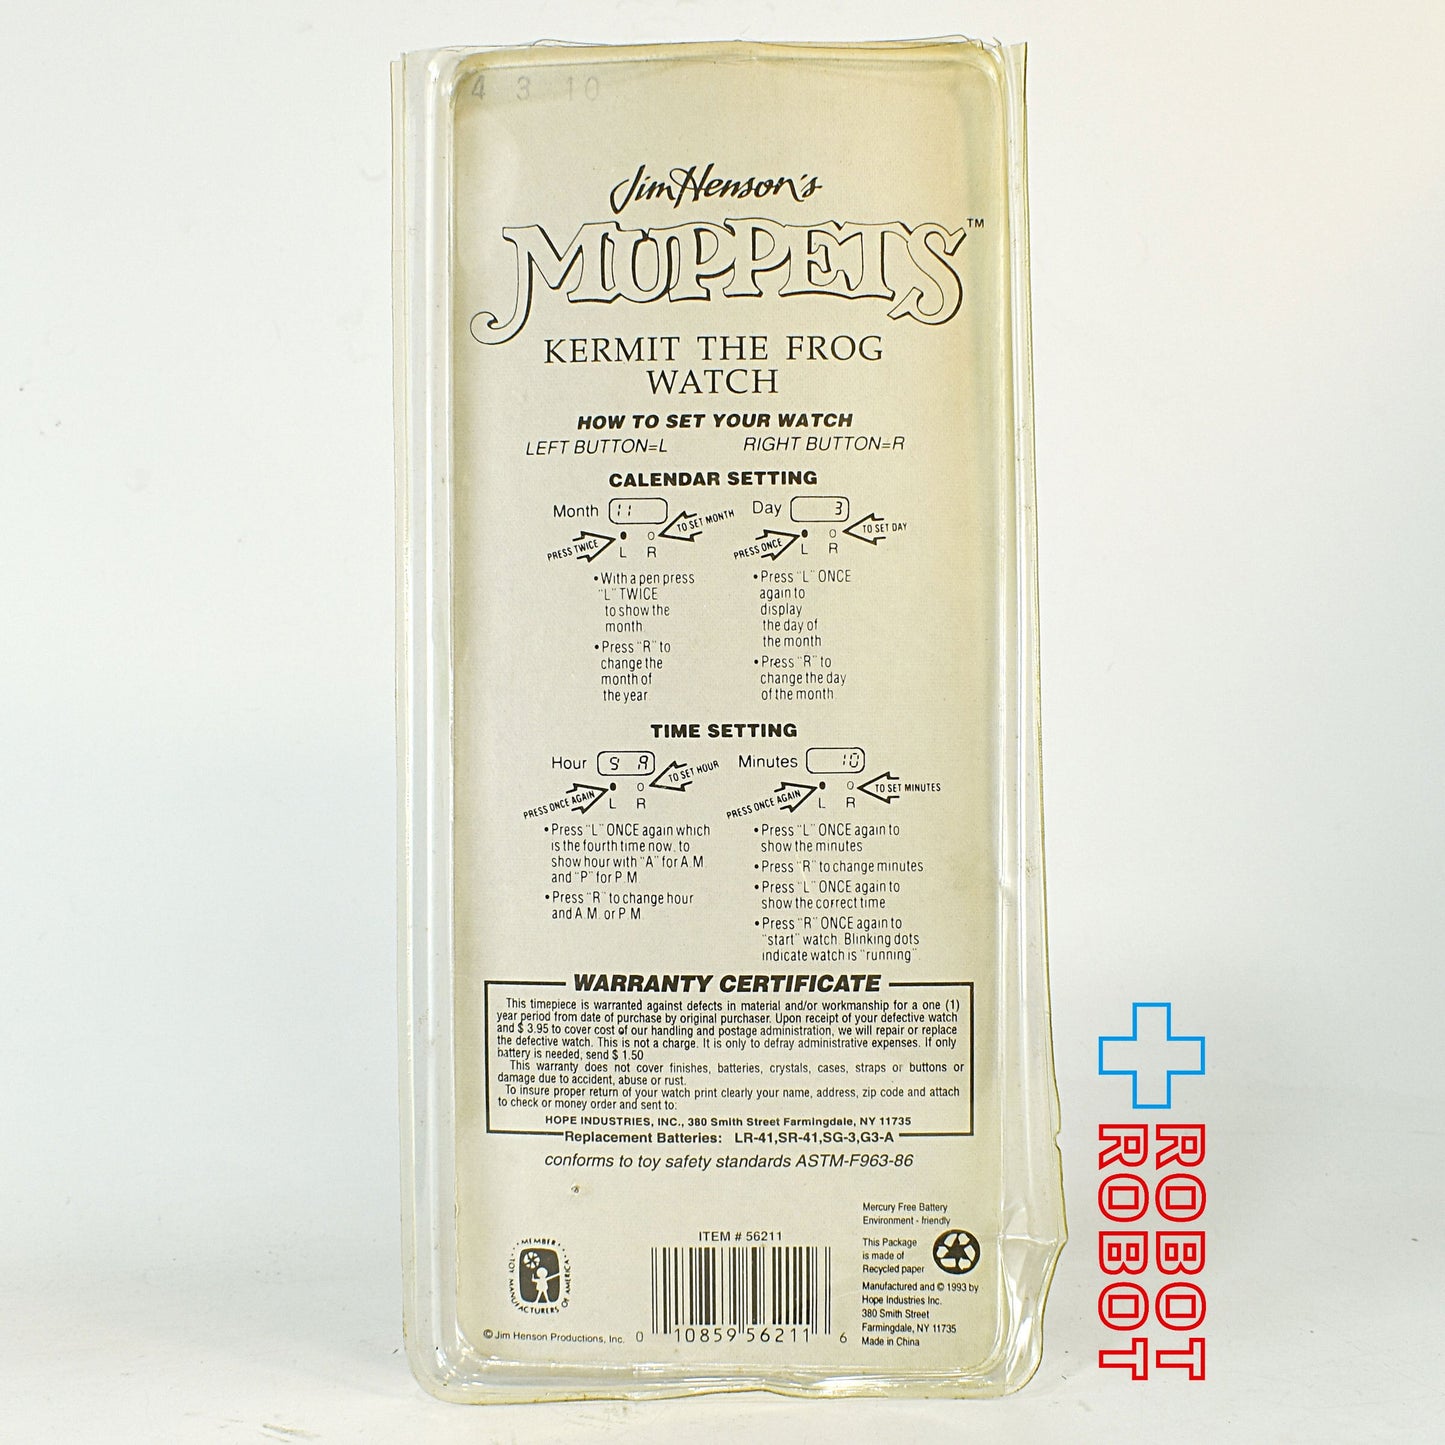 4 3 10
Jim Henson's
MUPPETS™
KERMIT THE FROG
WATCH
HOW TO SET YOUR WATCH
LEFT BUTTON=L RIGHT BUTTON=R
CALENDAR SETTING
Month 11
TO SET MONTH
PRESS TWICE
L R
• With a pen press
"L" TWICE
to show the
month.
• Press "R" to
change the
month of
the year.
Day 3
TO SET DAY
PRESS ONCE
L R
• Press "L" ONCE
again to
display
the day of
the month
• Press "R" to
change the day
of the month.
TIME SETTING
Hour 5 A
TO SET HOUR
PRESS ONCE AGAIN
L R
• Press "L" ONCE again which
is the fourth time now, to
show hour with "A" for A.M.
and "P" for P.M.
• Press "R" to change hour
and A.M. or P.M.
Minutes 10
TO SET MINUTES
PRESS ONCE AGAIN
L R
• Press "L" ONCE again to
show the minutes
• Press "R" to change minutes
• Press "L" ONCE again to
show the correct time.
• Press "R" ONCE again to
"start" watch. Blinking dots
indicate watch is "running"
WARRANTY CERTIFICATE
This timepiece is warranted against defects in material and/or workmanship for a one (1)
year period from date of purchase by original purchaser. Upon receipt of your defective watch
and $ 3.95 to cover cost of our handling and postage administration, we will repair or replace
the defective watch. This is not a charge. It is only to defray administrative expenses. If only
battery is needed, send $ 1.50
This warranty does not cover finishes, batteries, crystals, cases, straps or buttons or
damage due to accident, abuse or rust.
To insure proper return of your watch print clearly your name, address, zip code and attach
to check or money order and sent to:
HOPE INDUSTRIES, INC., 380 Smith Street Farmingdale, NY 11735
Replacement Batteries: LR-41,SR-41,SG-3,G3-A
conforms to toy safety standards ASTM-F963-86
MEMBER
TOY MANUFACTURERS OF AMERICA
© Jim Henson Productions, Inc.
ITEM # 56211
0 10859 56211 6
Mercury Free Battery
Environment - friendly
This Package
is made of
Recycled paper
Manufactured and © 1993 by
Hope Industries Inc.
380 Smith Street
Farmingdale, NY 11735
Made in China
ROBOT
ROBOT